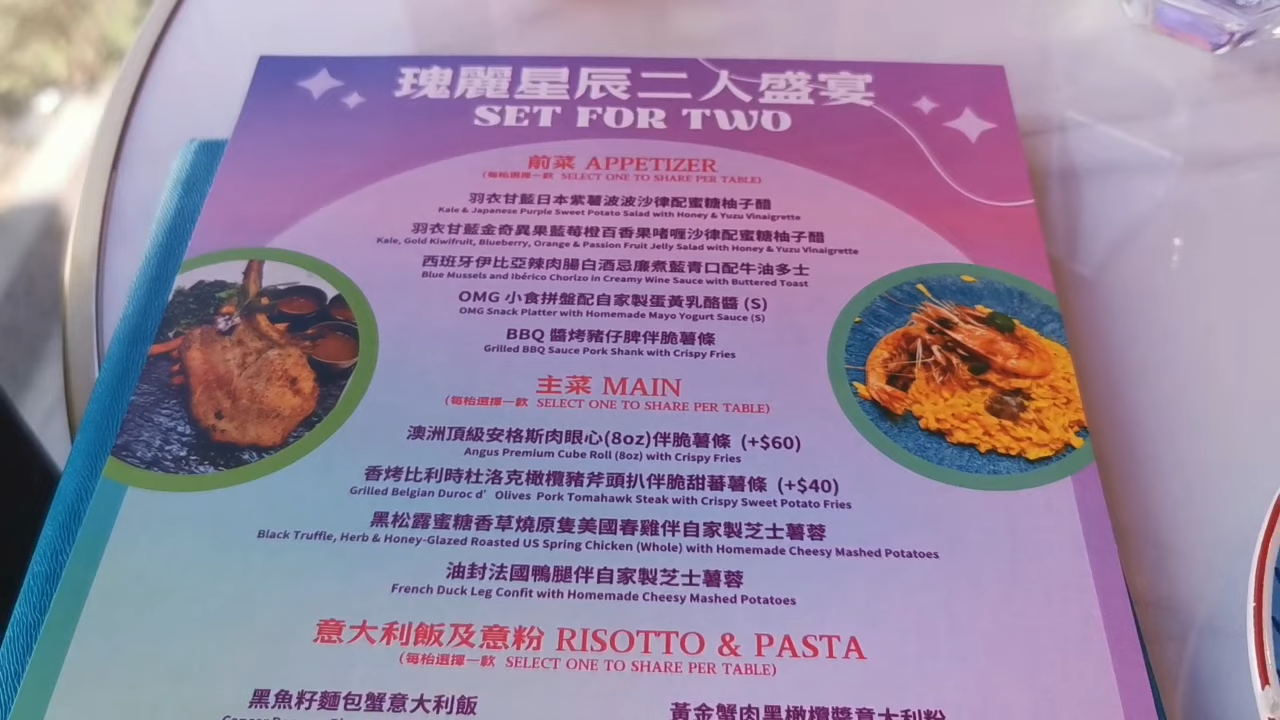 瑰麗星辰二人盛宴
SET FOR TWO
前菜 APPETIZER
(每枱選擇一款 SELECT ONE TO SHARE PER TABLE)
羽衣甘藍日本紫薯波波沙律配蜜糖柚子醋
Kale & Japanese Purple Sweet Potato Salad with Honey & Yuzu Vinaigrette
羽衣甘藍金奇異果藍莓橙百香果啫喱沙律配蜜糖柚子醋
Kale, Gold Kiwifruit, Blueberry, Orange & Passion Fruit Jelly Salad with Honey & Yuzu Vinaigrette
西班牙伊比亞辣肉腸白酒忌廉煮藍青口配牛油多士
Blue Mussels and Ibérico Chorizo in Creamy Wine Sauce with Buttered Toast
OMG 小食拼盤配自家製蛋黃乳酪醬 (S)
OMG Snack Platter with Homemade Mayo Yogurt Sauce (S)
BBQ 醬烤豬仔脾伴脆薯條
Grilled BBQ Sauce Pork Shank with Crispy Fries
主菜 MAIN
(每枱選擇一款 SELECT ONE TO SHARE PER TABLE)
澳洲頂級安格斯肉眼心(8oz)伴脆薯條 (+$60)
Angus Premium Cube Roll (8oz) with Crispy Fries
香烤比利時杜洛克橄欖豬斧頭扒伴脆甜蕃薯條 (+$40)
Grilled Belgian Duroc d' Olives Pork Tomahawk Steak with Crispy Sweet Potato Fries
黑松露蜜糖香草燒原隻美國春雞伴自家製芝士薯蓉
Black Truffle, Herb & Honey-Glazed Roasted US Spring Chicken (Whole) with Homemade Cheesy Mashed Potatoes
油封法國鴨腿伴自家製芝士薯蓉
French Duck Leg Confit with Homemade Cheesy Mashed Potatoes
意大利飯及意粉 RISOTTO & PASTA
(每枱選擇一款 SELECT ONE TO SHARE PER TABLE)
黑魚籽麵包蟹意大利飯
黃金蟹肉黑橄欖醬意大利粉